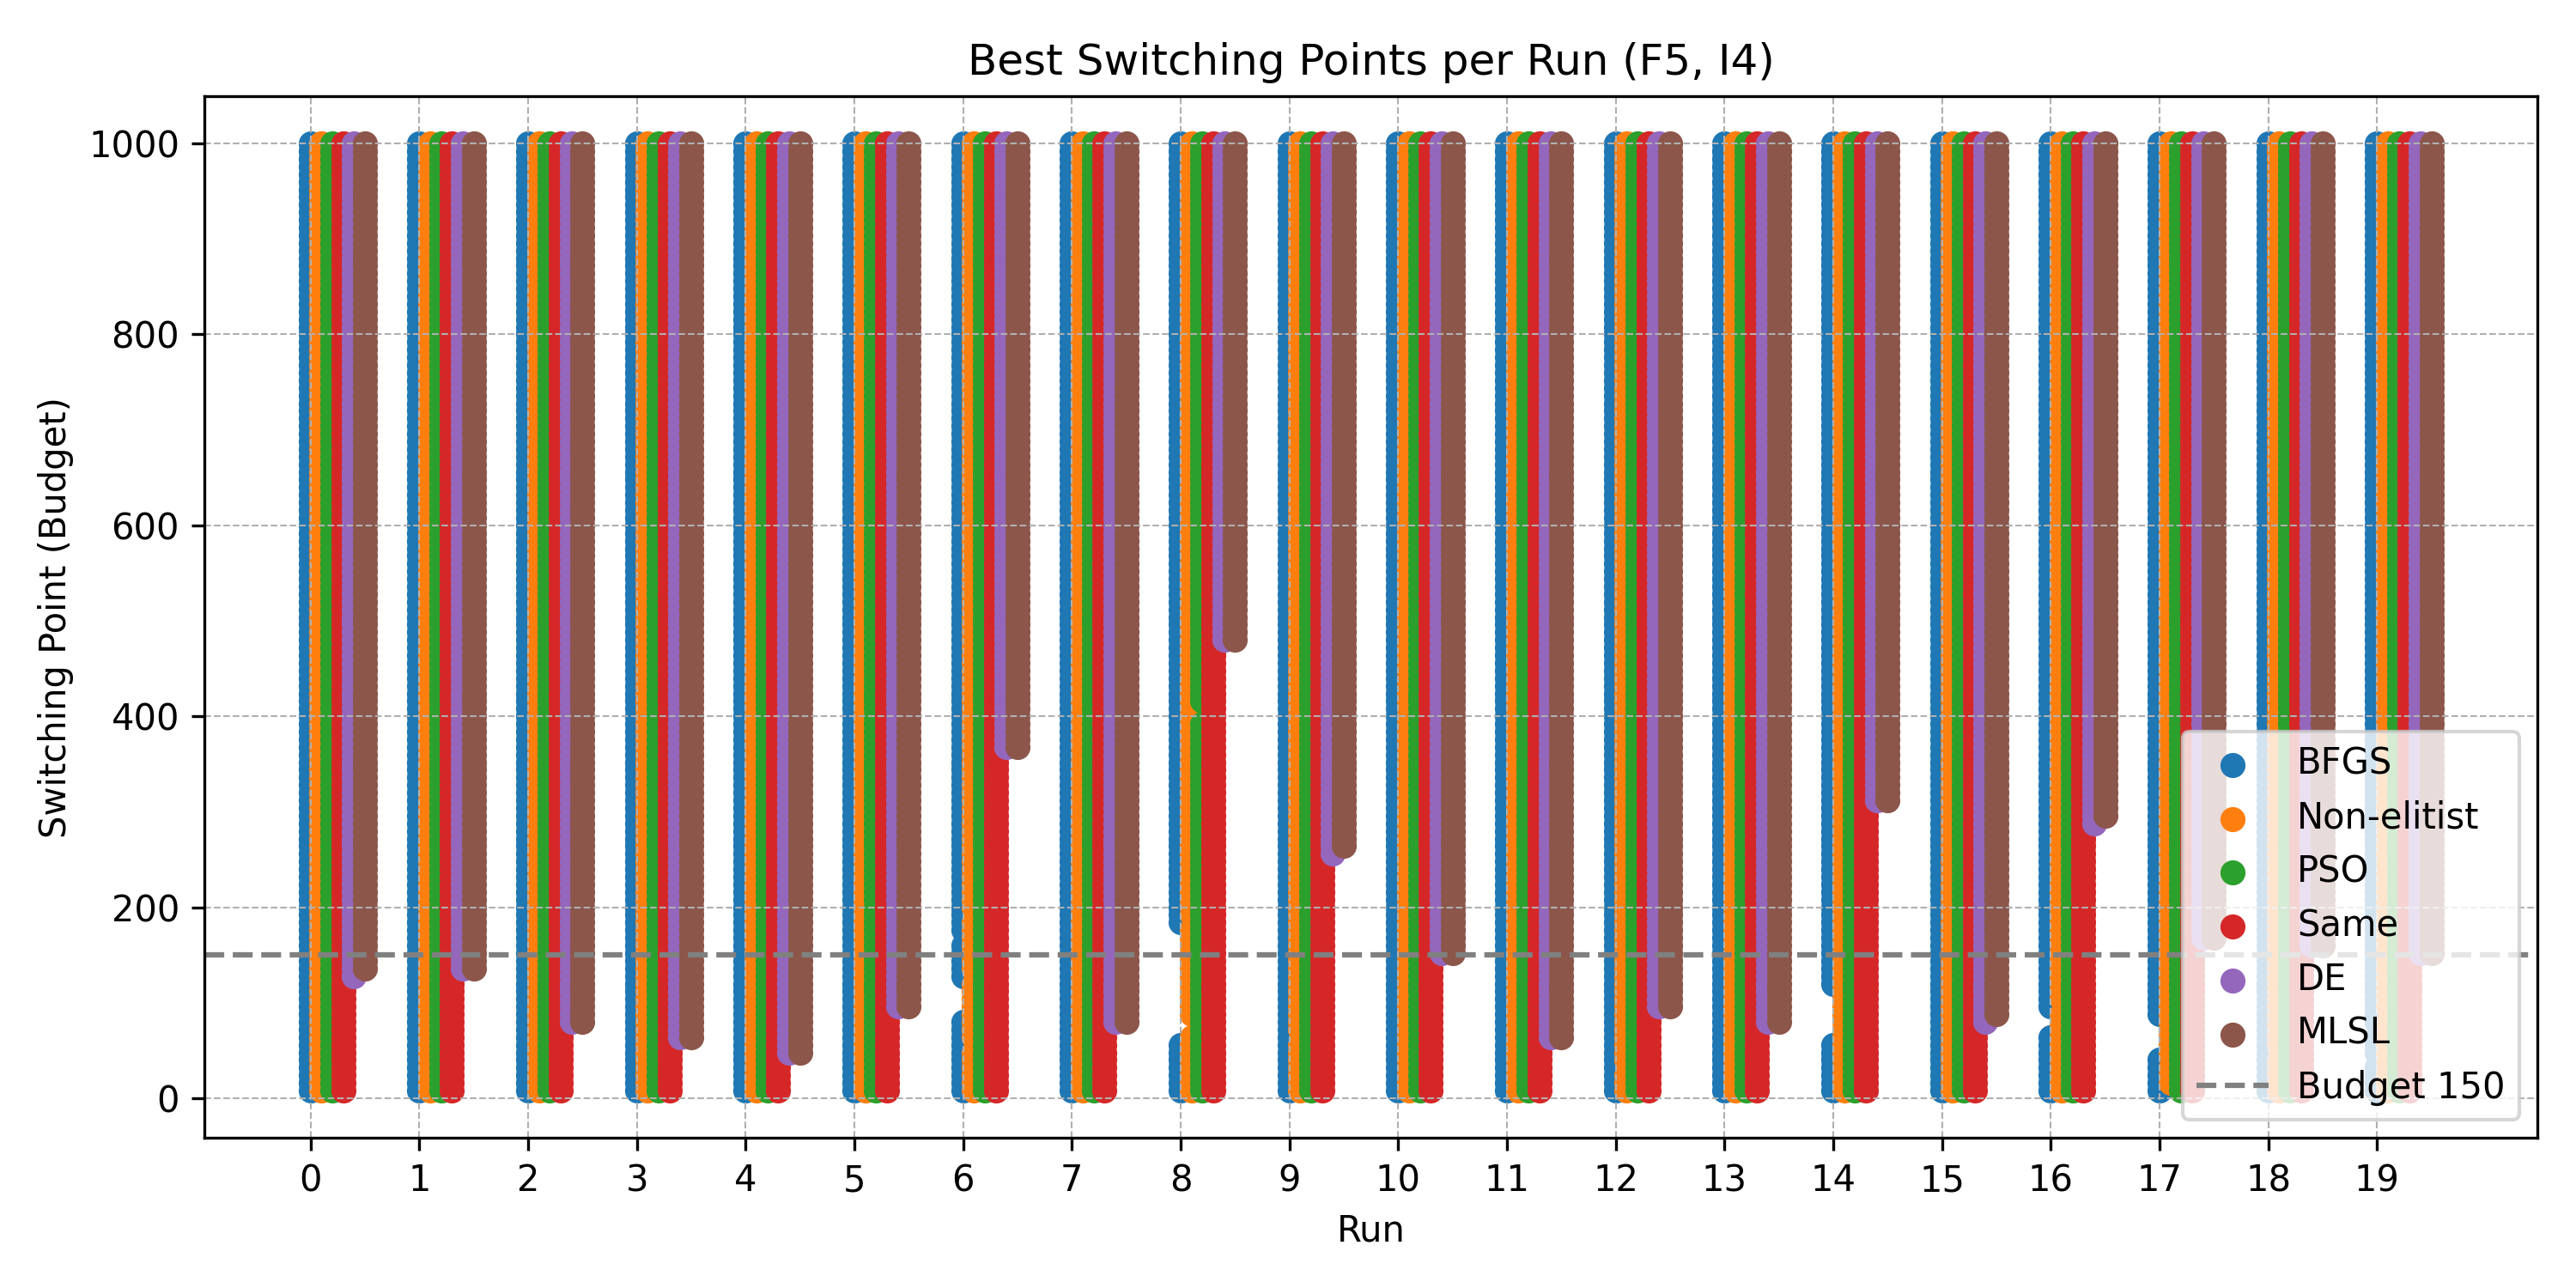 Best Switching Points per Run (F5, I4)
Switching Point (Budget)
1000
800
600
400
200
0
0 1 2 3 4 5 6 7 8 9 10 11 12 13 14 15 16 17 18 19
Run
BFGS
Non-elitist
PSO
Same
DE
MLSL
Budget 150